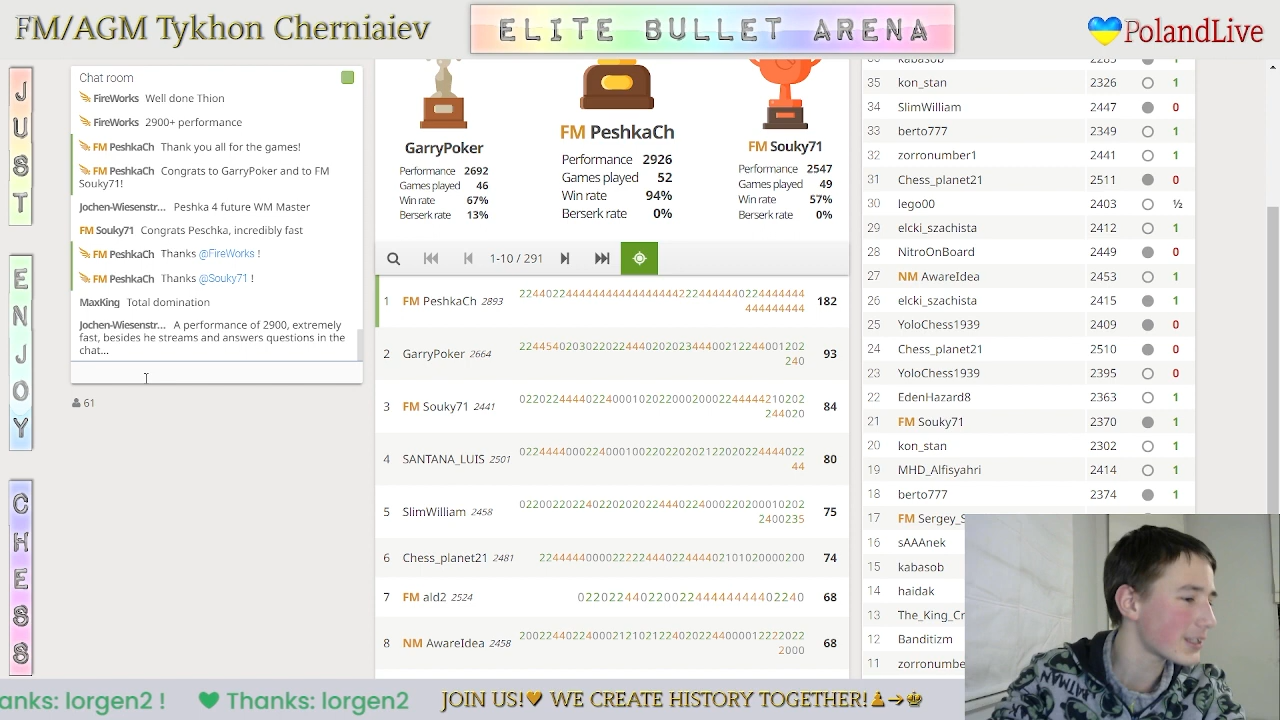 FM/AGM Tykhon Cherniaiev
ELITE BULLET ARENA
PolandLive
JUST
ENJOY
CHESS
Chat room
FireWorks Well done Thion
FireWorks 2900+ performance
FM PeshkaCh Thank you all for the games!
FM PeshkaCh Congrats to GarryPoker and to FM
Souky71!
Jochen-Wiesenstr... Peshka 4 future WM Master
FM Souky71 Congrats Peschka, incredibly fast
FM PeshkaCh Thanks @FireWorks !
FM PeshkaCh Thanks @Souky71 !
MaxKing Total domination
Jochen-Wiesenstr... A performance of 2900, extremely
fast, besides he streams and answers questions in the
chat...
61
GarryPoker
Performance 2692
Games played 46
Win rate 67%
Berserk rate 13%
FM PeshkaCh
Performance 2926
Games played 52
Win rate 94%
Berserk rate 0%
FM Souky71
Performance 2547
Games played 49
Win rate 57%
Berserk rate 0%
1-10 / 291
1 FM PeshkaCh 2893 182
2 GarryPoker 2664 93
240
3 FM Souky71 2441 84
244020
4 SANTANA_LUIS 2501 80
44
5 SlimWilliam 2458 75
2400235
6 Chess_planet21 2481 74
7 FM ald2 2524 68
8 NM AwareIdea 2458 68
2000
kabasob 2285 1
35 kon_stan 2326 1
34 SlimWilliam 2447 0
33 berto777 2349 1
32 zorronumber1 2441 1
31 Chess_planet21 2511 0
30 lego00 2403 ½
29 elcki_szachista 2412 1
28 NitroOnBoard 2449 0
27 NM AwareIdea 2453 1
26 elcki_szachista 2415 1
25 YoloChess1939 2409 0
24 Chess_planet21 2510 0
23 YoloChess1939 2395 0
22 EdenHazard8 2363 1
21 FM Souky71 2370 1
20 kon_stan 2302 1
19 MHD_Alfisyahri 2414 1
18 berto777 2374 1
17 FM Sergey_S
16 sAAAnek
15 kabasob
14 haidak
13 The_King_Cr
12 Banditizm
11 zorronumbe
anks: lorgen2 ! Thanks: lorgen2
JOIN US! WE CREATE HISTORY TOGETHER!
BATMAN